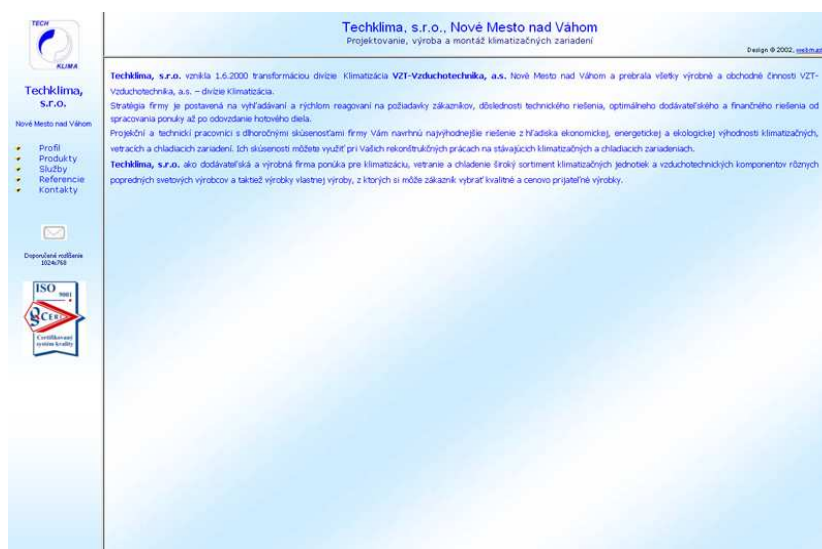 TECH
KLIMA
Techklima,
s.r.o.
Nové Mesto nad Váhom
Profil
Produkty
Služby
Referencie
Kontakty
Doporučené rozlíšenie
1024x768
ISO
9001
CERT
Certifikovaný
systém kvality
Techklima, s.r.o., Nové Mesto nad Váhom
Projektovanie, výroba a montáž klimatizačných zariadení
Design © 2002,
Techklima, s.r.o. vznikla 1.6.2000 transformáciou divízie Klimatizácia VZT-Vzduchotechnika, a.s. Nové Mesto nad Váhom a prebrala všetky výrobné a obchodné činnosti VZT-
Vzduchotechnika, a.s. – divízie Klimatizácia.
Stratégia firmy je postavená na vyhľadávaní a rýchlom reagovaní na požiadavky zákazníkov, dôslednosti technického riešenia, optimálneho dodávateľského a finančného riešenia od
spracovania ponuky až po odovzdanie hotového diela.
Projekční a technickí pracovníci s dlhoročnými skúsenosťami firmy Vám navrhnú najvýhodnejšie riešenie z hľadiska ekonomickej, energetickej a ekologickej výhodnosti klimatizačných,
vetracích a chladiacich zariadení. Ich skúsenosti môžete využiť pri Vašich rekonštrukčných prácach na stávajúcich klimatizačných a chladiacich zariadeniach.
Techklima, s.r.o. ako dodávateľská a výrobná firma ponúka pre klimatizáciu, vetranie a chladenie široký sortiment klimatizačných jednotiek a vzduchotechnických komponentov rôznych
popredných svetových výrobcov a taktiež výrobky vlastnej výroby, z ktorých si môže zákazník vybrať kvalitné a cenovo prijateľné výrobky.